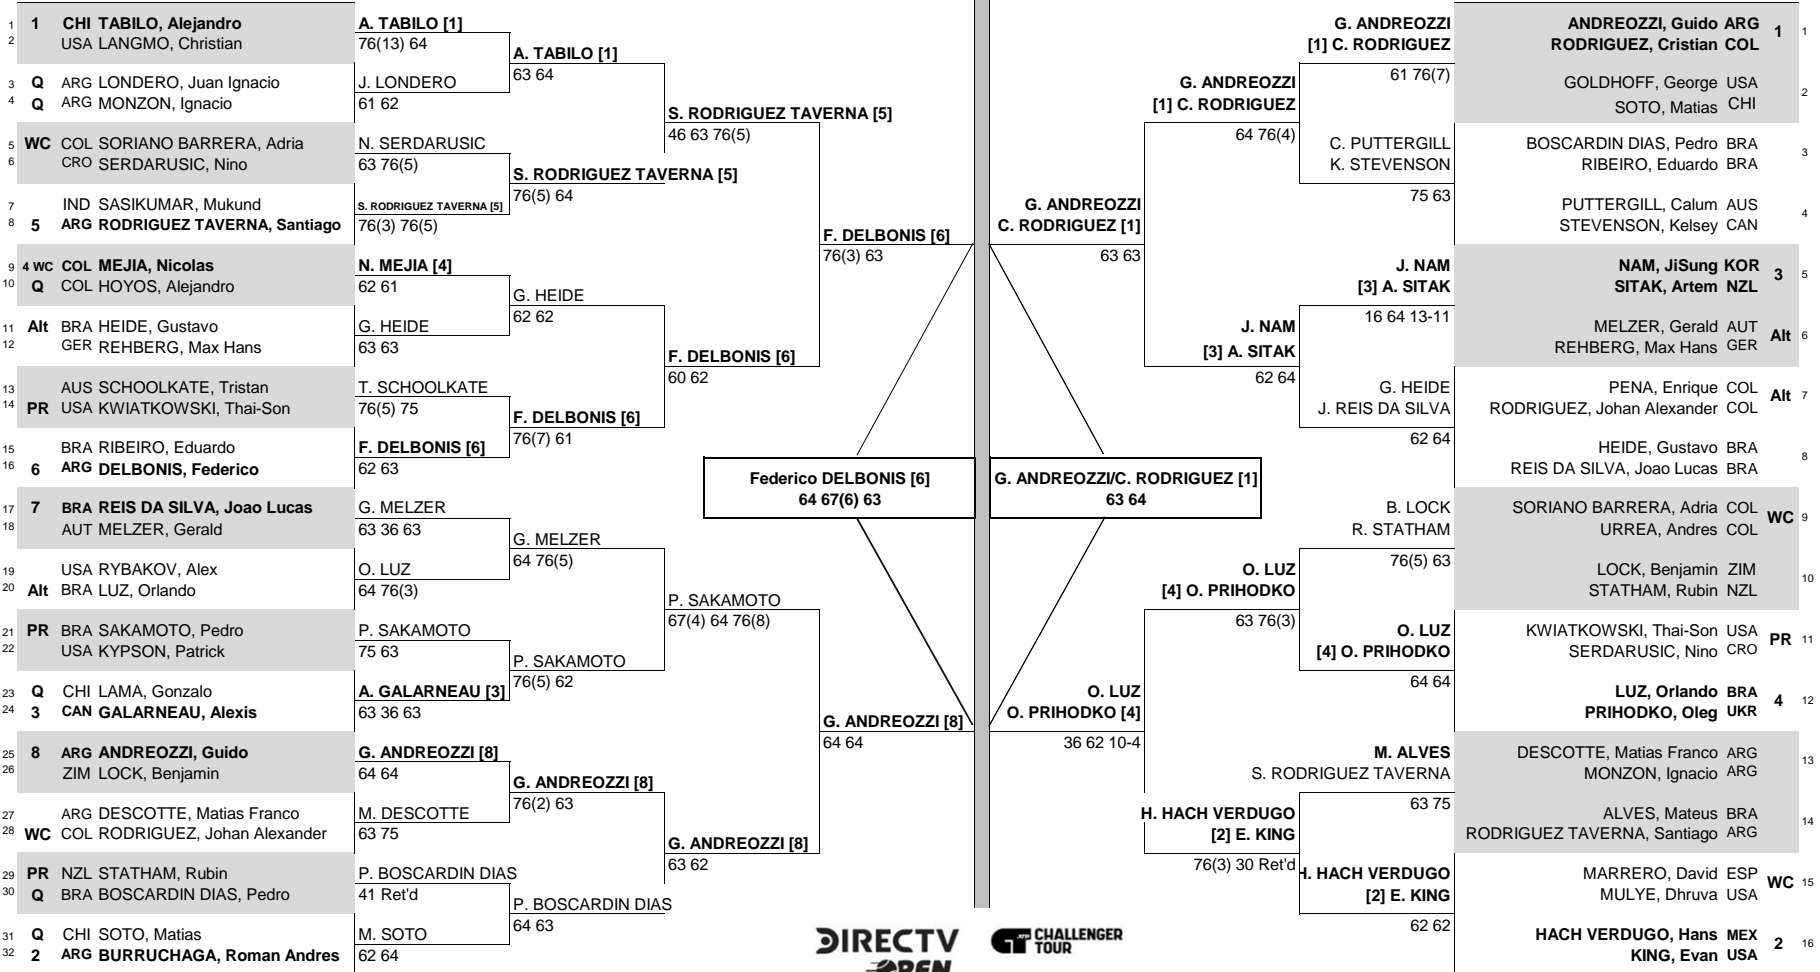 1 1 CHI TABILO, Alejandro
2 USA LANGMO, Christian
3 Q ARG LONDERO, Juan Ignacio
4 Q ARG MONZON, Ignacio
5 WC COL SORIANO BARRERA, Adria
6 CRO SERDARUSIC, Nino
7 IND SASIKUMAR, Mukund
8 5 ARG RODRIGUEZ TAVERNA, Santiago
9 4 WC COL MEJIA, Nicolas
10 Q COL HOYOS, Alejandro
11 Alt BRA HEIDE, Gustavo
12 GER REHBERG, Max Hans
13 AUS SCHOOLKATE, Tristan
14 PR USA KWIATKOWSKI, Thai-Son
15 BRA RIBEIRO, Eduardo
16 6 ARG DELBONIS, Federico
17 7 BRA REIS DA SILVA, Joao Lucas
18 AUT MELZER, Gerald
19 USA RYBAKOV, Alex
20 Alt BRA LUZ, Orlando
21 PR BRA SAKAMOTO, Pedro
22 USA KYPSON, Patrick
23 Q CHI LAMA, Gonzalo
24 3 CAN GALARNEAU, Alexis
25 8 ARG ANDREOZZI, Guido
26 ZIM LOCK, Benjamin
27 ARG DESCOTTE, Matias Franco
28 WC COL RODRIGUEZ, Johan Alexander
29 PR NZL STATHAM, Rubin
30 Q BRA BOSCARDIN DIAS, Pedro
31 Q CHI SOTO, Matias
32 2 ARG BURRUCHAGA, Roman Andres
A. TABILO [1]
76(13) 64
J. LONDERO
61 62
N. SERDARUSIC
63 76(5)
S. RODRIGUEZ TAVERNA [5]
76(3) 76(5)
N. MEJIA [4]
62 61
G. HEIDE
63 63
T. SCHOOLKATE
76(5) 75
F. DELBONIS [6]
62 63
G. MELZER
63 36 63
O. LUZ
64 76(3)
P. SAKAMOTO
75 63
A. GALARNEAU [3]
63 36 63
G. ANDREOZZI [8]
64 64
M. DESCOTTE
63 75
P. BOSCARDIN DIAS
41 Ret'd
M. SOTO
62 64
A. TABILO [1]
63 64
S. RODRIGUEZ TAVERNA [5]
76(5) 64
G. HEIDE
62 62
F. DELBONIS [6]
76(7) 61
G. MELZER
64 76(5)
P. SAKAMOTO
76(5) 62
G. ANDREOZZI [8]
76(2) 63
P. BOSCARDIN DIAS
64 63
S. RODRIGUEZ TAVERNA [5]
46 63 76(5)
F. DELBONIS [6]
60 62
P. SAKAMOTO
67(4) 64 76(8)
G. ANDREOZZI [8]
63 62
F. DELBONIS [6]
76(3) 63
G. ANDREOZZI [8]
64 64
Federico DELBONIS [6]
64 67(6) 63
G. ANDREOZZI/C. RODRIGUEZ [1]
63 64
G. ANDREOZZI
C. RODRIGUEZ [1]
63 63
O. LUZ
O. PRIHODKO [4]
36 62 10-4
G. ANDREOZZI
[1] C. RODRIGUEZ
64 76(4)
J. NAM
[3] A. SITAK
62 64
O. LUZ
[4] O. PRIHODKO
63 76(3)
H. HACH VERDUGO
[2] E. KING
76(3) 30 Ret'd
G. ANDREOZZI
[1] C. RODRIGUEZ
61 76(7)
C. PUTTERGILL
K. STEVENSON
75 63
J. NAM
[3] A. SITAK
16 64 13-11
G. HEIDE
J. REIS DA SILVA
62 64
B. LOCK
R. STATHAM
76(5) 63
O. LUZ
[4] O. PRIHODKO
64 64
M. ALVES
S. RODRIGUEZ TAVERNA
63 75
H. HACH VERDUGO
[2] E. KING
62 62
ANDREOZZI, Guido ARG
RODRIGUEZ, Cristian COL 1 1
GOLDHOFF, George USA
SOTO, Matias CHI 2
BOSCARDIN DIAS, Pedro BRA
RIBEIRO, Eduardo BRA 3
PUTTERGILL, Calum AUS
STEVENSON, Kelsey CAN 4
NAM, JiSung KOR
SITAK, Artem NZL 3 5
MELZER, Gerald AUT
REHBERG, Max Hans GER Alt 6
PENA, Enrique COL
RODRIGUEZ, Johan Alexander COL Alt 7
HEIDE, Gustavo BRA
REIS DA SILVA, Joao Lucas BRA 8
SORIANO BARRERA, Adria COL
URREA, Andres COL WC 9
LOCK, Benjamin ZIM
STATHAM, Rubin NZL 10
KWIATKOWSKI, Thai-Son USA
SERDARUSIC, Nino CRO PR 11
LUZ, Orlando BRA
PRIHODKO, Oleg UKR 4 12
DESCOTTE, Matias Franco ARG
MONZON, Ignacio ARG 13
ALVES, Mateus BRA
RODRIGUEZ TAVERNA, Santiago ARG 14
MARRERO, David ESP
MULYE, Dhruva USA WC 15
HACH VERDUGO, Hans MEX
KING, Evan USA 2 16
DIRECTV
OPEN
CHALLENGER
TOUR